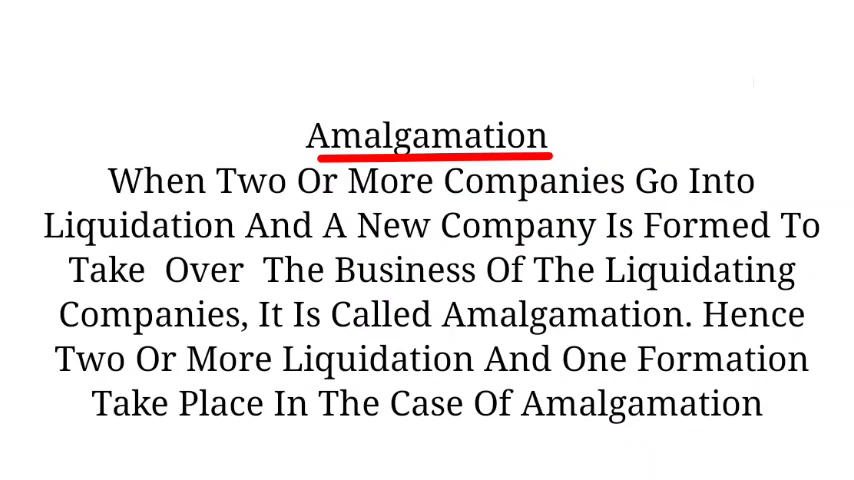 Amalgamation
When Two Or More Companies Go Into
Liquidation And A New Company Is Formed To
Take  Over  The Business Of The Liquidating
Companies, It Is Called Amalgamation. Hence
Two Or More Liquidation And One Formation
Take Place In The Case Of Amalgamation